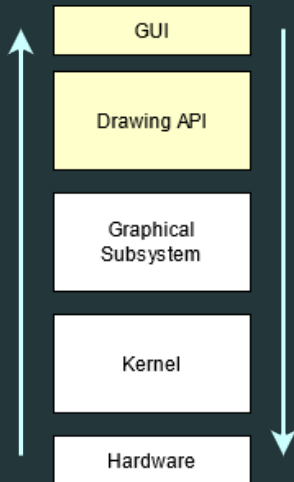 GUI
Drawing API
Graphical
Subsystem
Kernel
Hardware